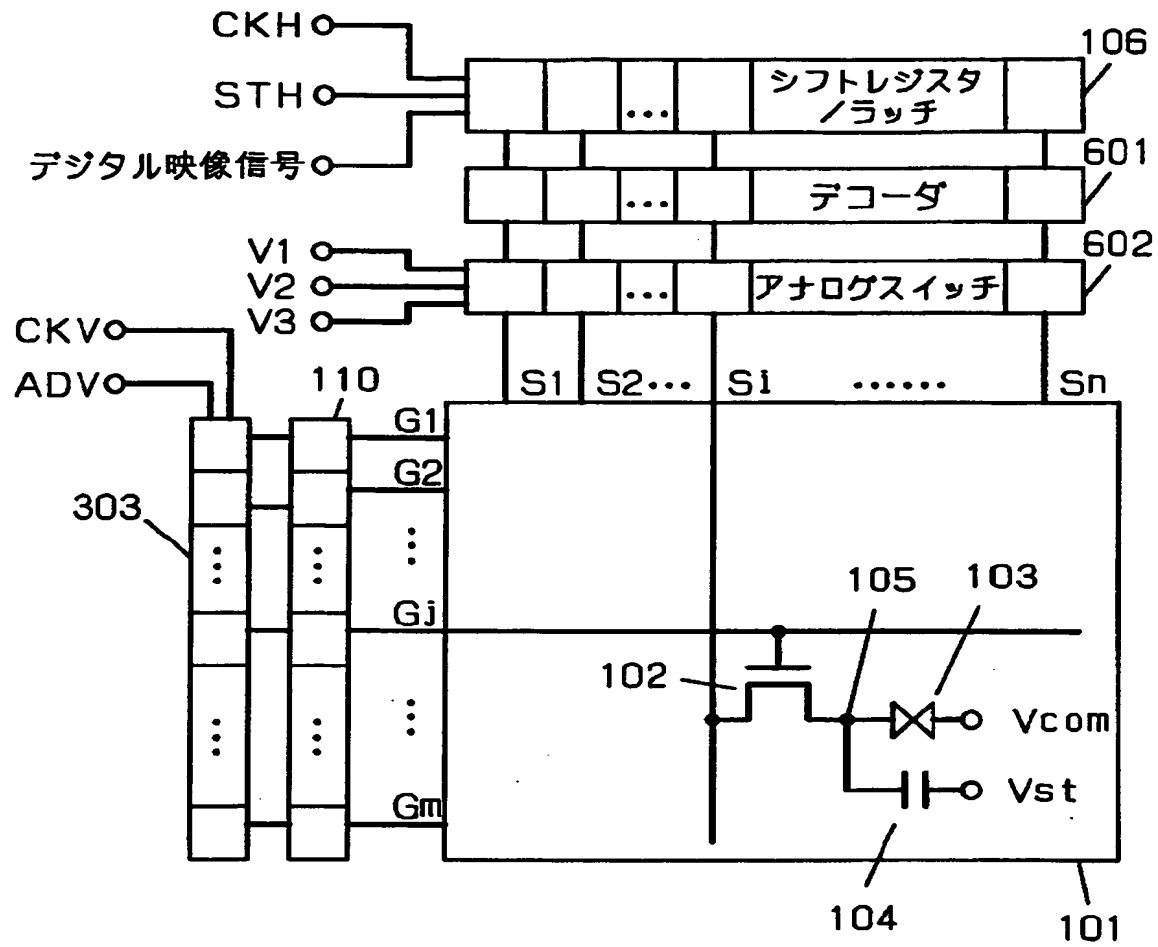 CKH
STH
デジタル映像信号
シフトレジスタ
/ラッチ
...
106
デコーダ
...
601
V1
V2
V3
アナログスイッチ
...
602
CKV
ADV
110
S1 S2... Si ...... Sn
G1
G2
303
Gj
Gm
105
103
102
Vcom
Vst
104
101